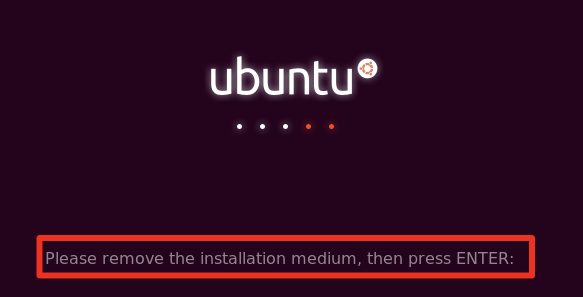 ubuntu
Please remove the installation medium, then press ENTER: